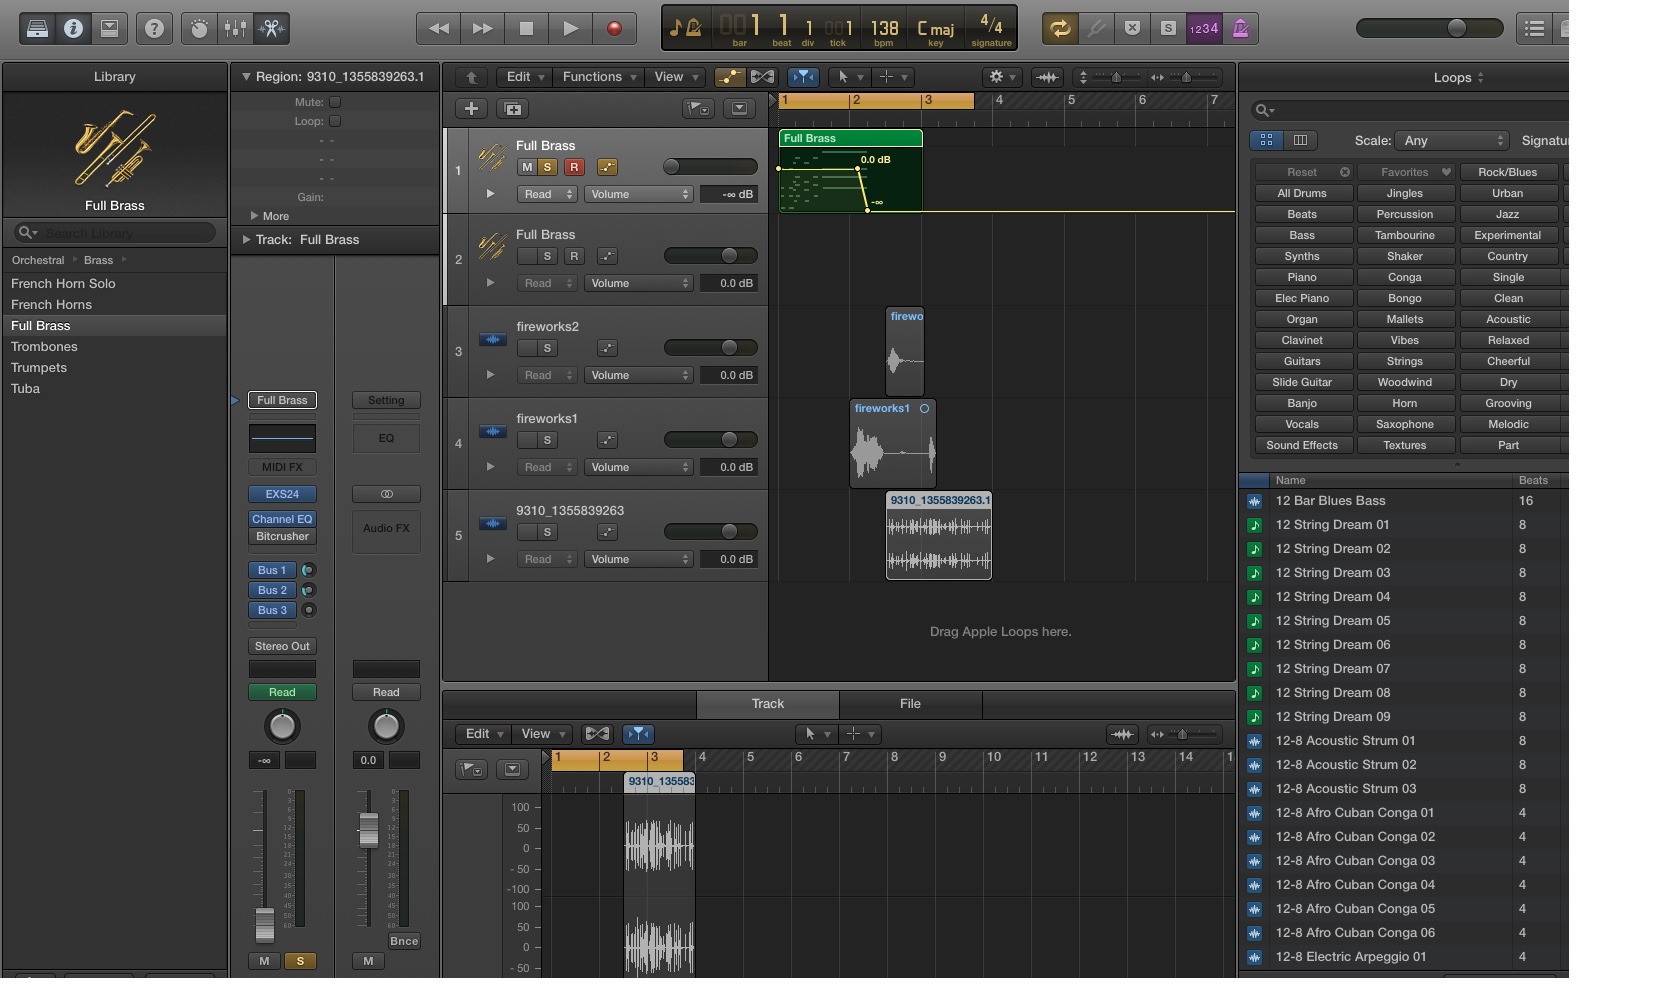 1 1 1 1 138 C maj 4/4
bar beat div tick bpm key signature
S 1234
Library
Region: 9310_1355839263.1
Edit Functions View
Loops
Mute:
Loop:
Gain:
More
Track: Full Brass
Full Brass
Search Library
Orchestral Brass
French Horn Solo
French Horns
Full Brass
Trombones
Trumpets
Tuba
Full Brass Setting
EQ
MIDI FX
EXS24
Channel EQ Audio FX
Bitcrusher
Bus 1
Bus 2
Bus 3
Stereo Out
Read Read
-∞ 0.0
Bnce
M S M
1 2 3 4 5 6 7
1 Full Brass
M S R
Read Volume -∞ dB
Full Brass
0.0 dB
-∞
2 Full Brass
S R
Read Volume 0.0 dB
3 fireworks2
S
Read Volume 0.0 dB
firewo
4 fireworks1
S
Read Volume 0.0 dB
fireworks1
5 9310_1355839263
S
Read Volume 0.0 dB
9310_1355839263.1
Drag Apple Loops here.
Track File
Edit View
1 2 3 4 5 6 7 8 9 10 11 12 13 14 1
9310_13558
100
50
0
- 50
-100
100
50
0
- 50
Scale: Any Signatu
Reset Favorites Rock/Blues
All Drums Jingles Urban
Beats Percussion Jazz
Bass Tambourine Experimental
Synths Shaker Country
Piano Conga Single
Elec Piano Bongo Clean
Organ Mallets Acoustic
Clavinet Vibes Relaxed
Guitars Strings Cheerful
Slide Guitar Woodwind Dry
Banjo Horn Grooving
Vocals Saxophone Melodic
Sound Effects Textures Part
Name Beats
12 Bar Blues Bass 16
12 String Dream 01 8
12 String Dream 02 8
12 String Dream 03 8
12 String Dream 04 8
12 String Dream 05 8
12 String Dream 06 8
12 String Dream 07 8
12 String Dream 08 8
12 String Dream 09 8
12-8 Acoustic Strum 01 8
12-8 Acoustic Strum 02 8
12-8 Acoustic Strum 03 8
12-8 Afro Cuban Conga 01 4
12-8 Afro Cuban Conga 02 4
12-8 Afro Cuban Conga 03 4
12-8 Afro Cuban Conga 04 4
12-8 Afro Cuban Conga 05 4
12-8 Afro Cuban Conga 06 4
12-8 Electric Arpeggio 01 4